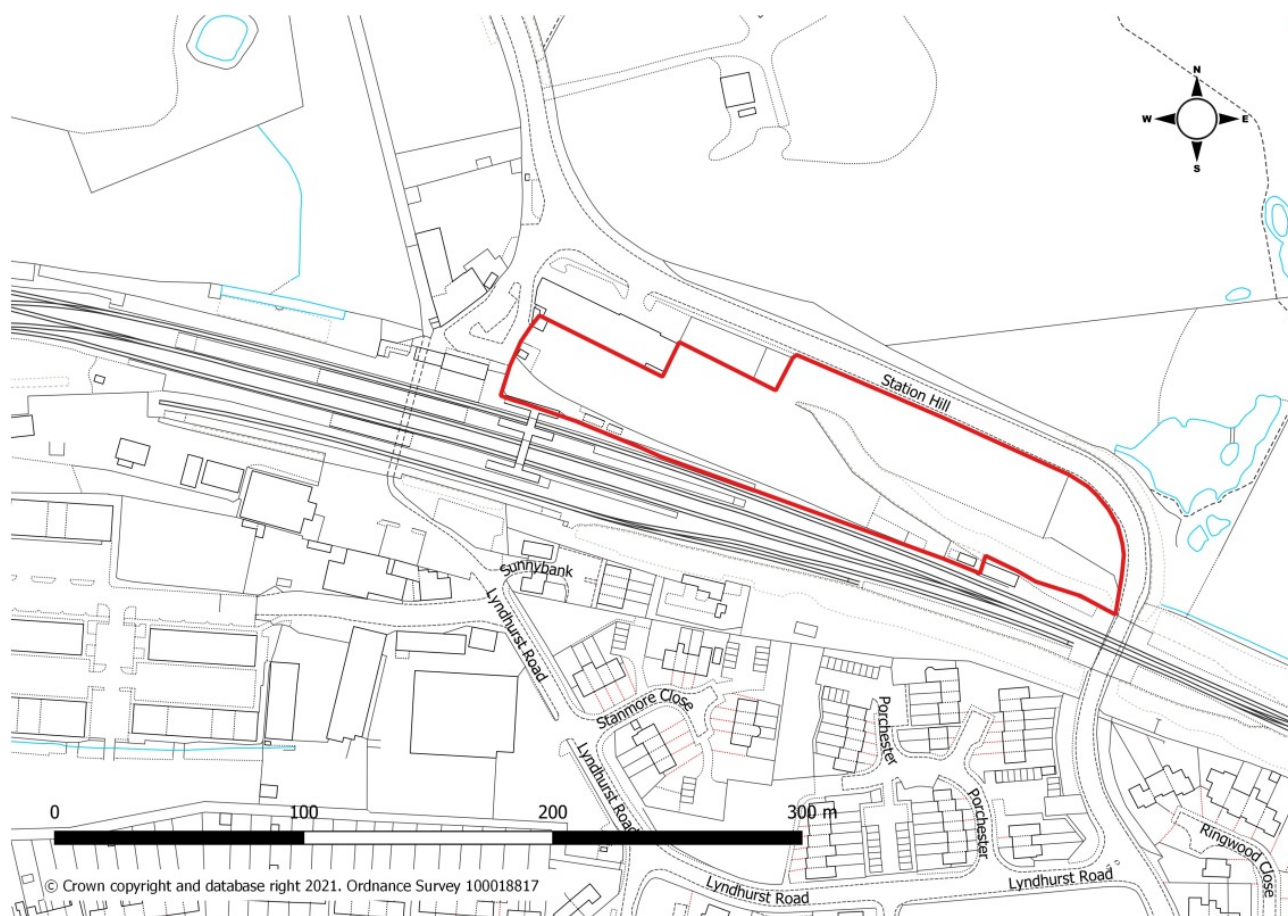 N
W E
S
Station Hill
Sunnybank
Lyndhurst Road
Stanmore Close
Porchester
Lyndhurst Road
Porchester
Ringwood Close
0 100 200 300 m
Lyndhurst Road
Lyndhurst Road
© Crown copyright and database right 2021. Ordnance Survey 100018817